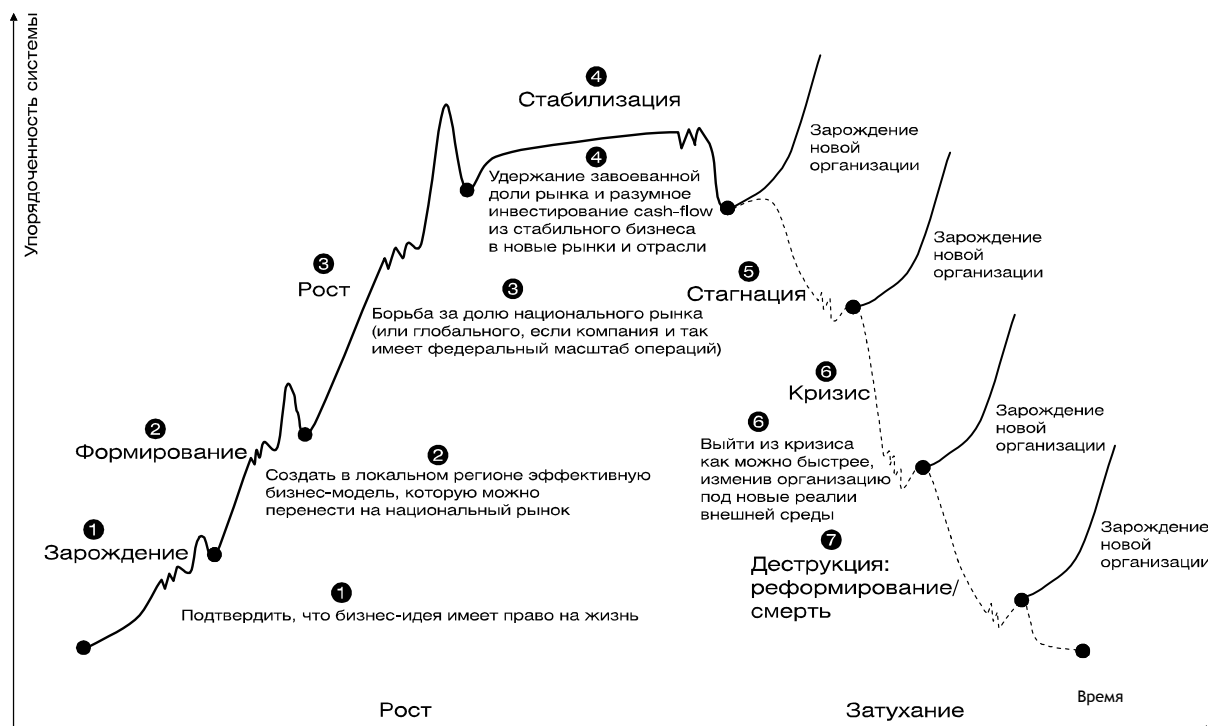 Упорядоченность системы
4
Стабилизация
4
Удержание завоеванной
доли рынка и разумное
инвестирование cash-flow
из стабильного бизнеса
в новые рынки и отрасли
Зарождение
новой
организации
Зарождение
новой
организации
3
Рост
3
Борьба за долю национального рынка
(или глобального, если компания и так
имеет федеральный масштаб операций)
5
Стагнация
6
Кризис
6
Выйти из кризиса
как можно быстрее,
изменив организацию
под новые реалии
внешней среды
Зарождение
новой
организации
2
Формирование
2
Создать в локальном регионе эффективную
бизнес-модель, которую можно
перенести на национальный рынок
1
Зарождение
1
Подтвердить, что бизнес-идея имеет право на жизнь
7
Деструкция:
реформирование/
смерть
Зарождение
новой
организации
Время
Рост
Затухание